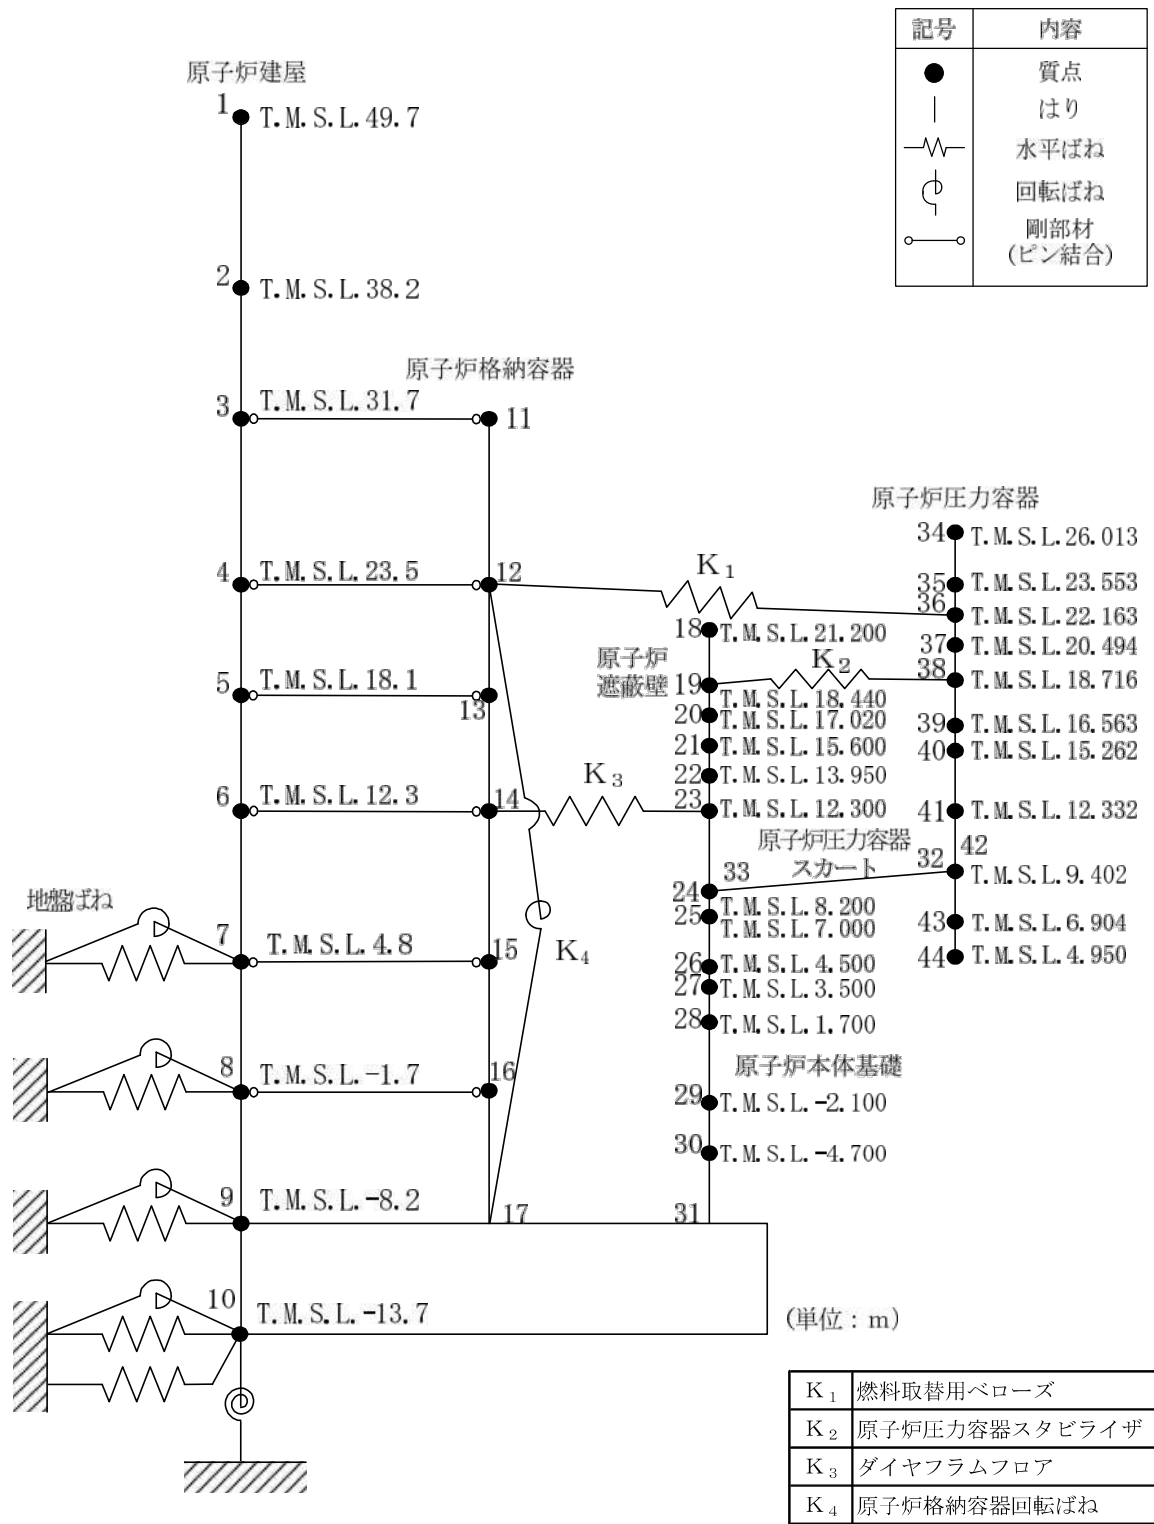 記号 内容
質点
はり
水平ばね
回転ばね
剛部材
(ピン結合)
原子炉建屋
1 T.M.S.L.49.7
2 T.M.S.L.38.2
原子炉格納容器
3 T.M.S.L.31.7 11
原子炉圧力容器
34 T.M.S.L.26.013
4 T.M.S.L.23.5 12 K1 35 T.M.S.L.23.553
36 T.M.S.L.22.163
18 T.M.S.L.21.200 37 T.M.S.L.20.494
原子炉
遮蔽壁
5 T.M.S.L.18.1 13
19 T.M.S.L.18.440 K2 38 T.M.S.L.18.716
20 T.M.S.L.17.020 39 T.M.S.L.16.563
21 T.M.S.L.15.600 40 T.M.S.L.15.262
22 T.M.S.L.13.950
6 T.M.S.L.12.3 14 K3 23 T.M.S.L.12.300 41 T.M.S.L.12.332
原子炉圧力容器
スカート
33 32 42 T.M.S.L.9.402
24 T.M.S.L.8.200
25 T.M.S.L.7.000 43 T.M.S.L.6.904
地盤ばね
7 T.M.S.L.4.8 15 K4 26 T.M.S.L.4.500 44 T.M.S.L.4.950
27 T.M.S.L.3.500
28 T.M.S.L.1.700
8 T.M.S.L.-1.7 16
原子炉本体基礎
29 T.M.S.L.-2.100
30 T.M.S.L.-4.700
9 T.M.S.L.-8.2 17 31
10 T.M.S.L.-13.7
(単位:m)
K1 燃料取替用ベローズ
K2 原子炉圧力容器スタビライザ
K3 ダイヤフラムフロア
K4 原子炉格納容器回転ばね